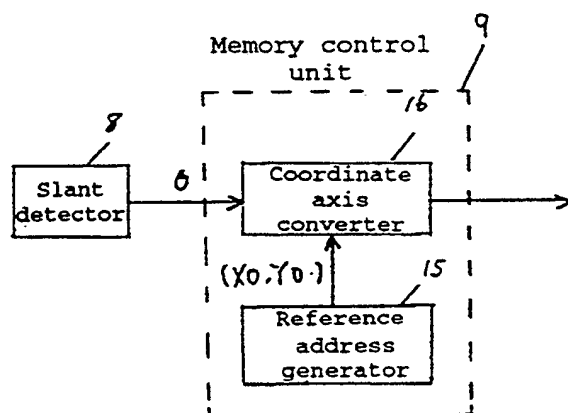 Memory control
unit
9
16
8
Slant
detector
θ
Coordinate
axis
converter
(X0,Y0)
15
Reference
address
generator